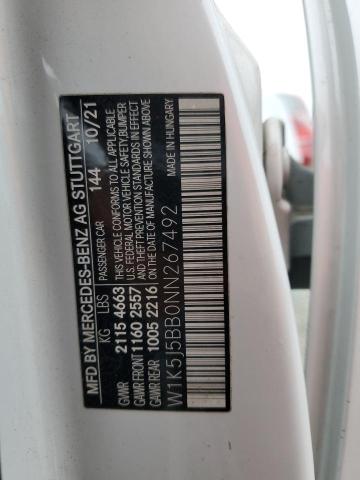 MFD BY MERCEDES-BENZ AG STUTTGART
PASSENGER CAR 144 10/21
KG LBS
GVWR 2115 4663
GAWR FRONT 1160 2557
GAWR REAR 1005 2216
THIS VEHICLE CONFORMS TO ALL APPLICABLE
U.S. FEDERAL MOTOR VEHICLE SAFETY, BUMPER
AND THEFT PREVENTION STANDARDS IN EFFECT
ON THE DATE OF MANUFACTURE SHOWN ABOVE
W1K5J5BB0NN267492
MADE IN HUNGARY